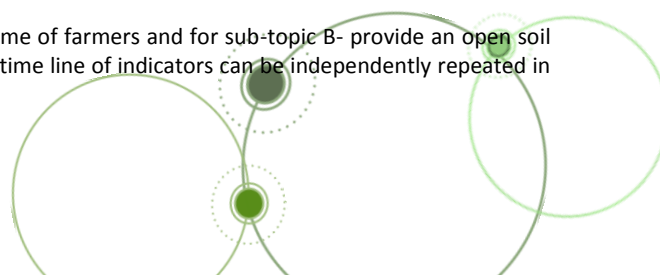 me of farmers and for sub-topic B- provide an open soil
time line of indicators can be independently repeated in